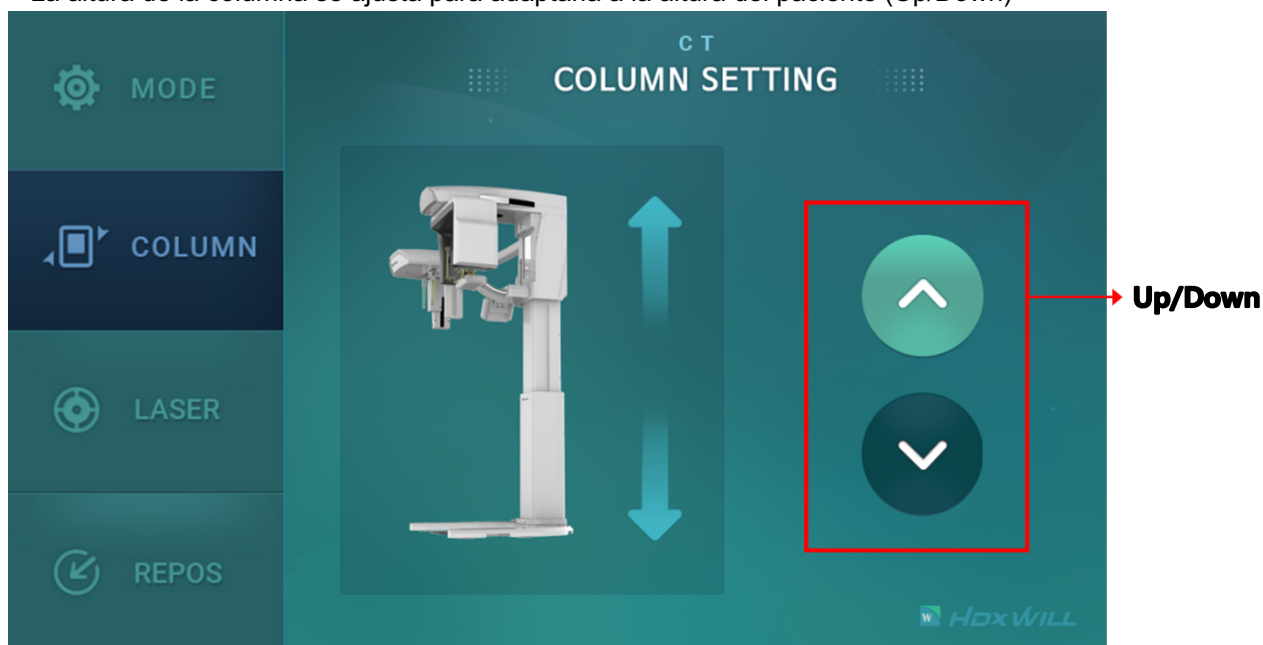 La altura de la columna se ajusta para adaptarla a la altura del paciente (Up/Down)
CT
COLUMN SETTING
MODE
COLUMN
LASER
REPOS
Up/Down
W HDXWILL